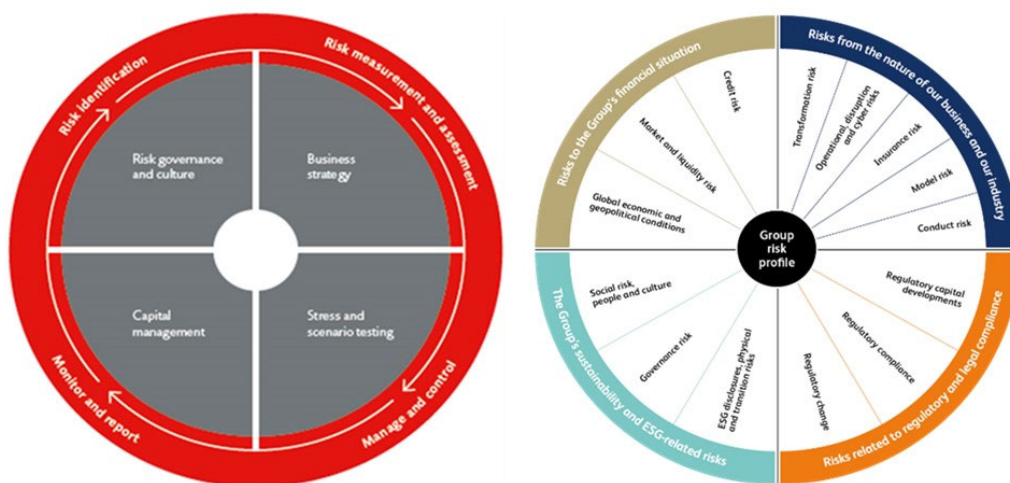 Risk identification
Risk measurement and assessment
Risk governance
and culture
Business
strategy
Capital
management
Stress and
scenario testing
Monitor and report
Manage and control
Risks to the Group's financial situation
Credit risk
Market and liquidity risk
Global economic and
geopolitical conditions
Risks from the nature of our business and our industry
Transformation risk
Operational, disruption
and cyber risks
Insurance risk
Model risk
Conduct risk
Group
risk
profile
The Group's sustainability and ESG-related risks
Social risk,
people and culture
Governance risk
ESG disclosures, physical
and transition risks
Risks related to regulatory and legal compliance
Regulatory capital
developments
Regulatory compliance
Regulatory change